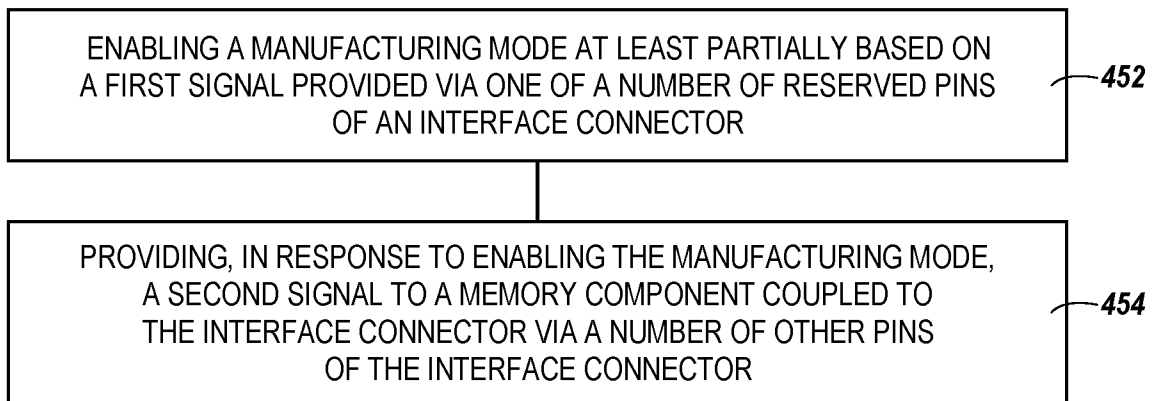 ENABLING A MANUFACTURING MODE AT LEAST PARTIALLY BASED ON
A FIRST SIGNAL PROVIDED VIA ONE OF A NUMBER OF RESERVED PINS
OF AN INTERFACE CONNECTOR
452
PROVIDING, IN RESPONSE TO ENABLING THE MANUFACTURING MODE,
A SECOND SIGNAL TO A MEMORY COMPONENT COUPLED TO
THE INTERFACE CONNECTOR VIA A NUMBER OF OTHER PINS
OF THE INTERFACE CONNECTOR
454